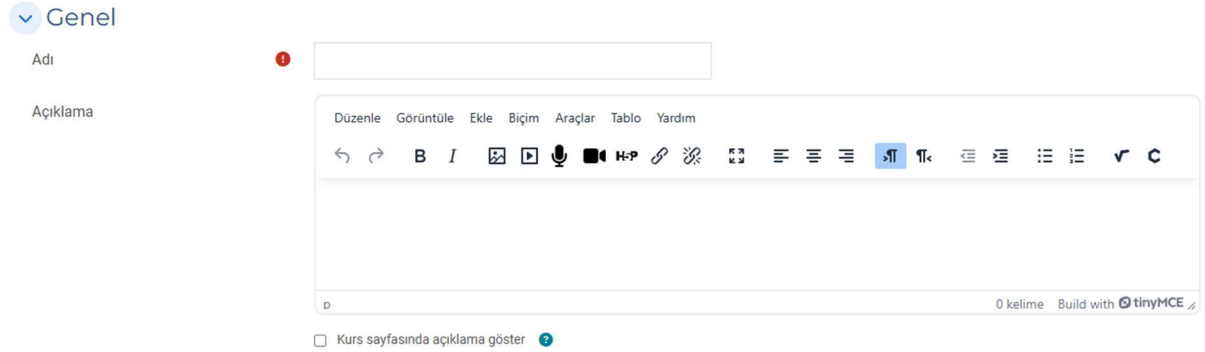 Genel
Adı
Açıklama
Düzenle Görüntüle Ekle Biçim Araçlar Tablo Yardım
B I H-P
p 0 kelime Build with tinyMCE
Kurs sayfasında açıklama göster